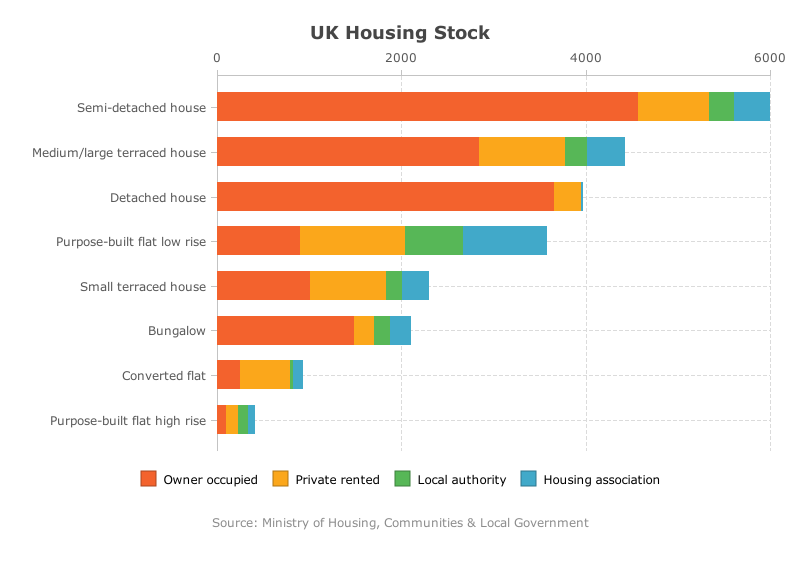 UK Housing Stock
0 2000 4000 6000
Semi-detached house
Medium/large terraced house
Detached house
Purpose-built flat low rise
Small terraced house
Bungalow
Converted flat
Purpose-built flat high rise
Owner occupied Private rented Local authority Housing association
Source: Ministry of Housing, Communities & Local Government